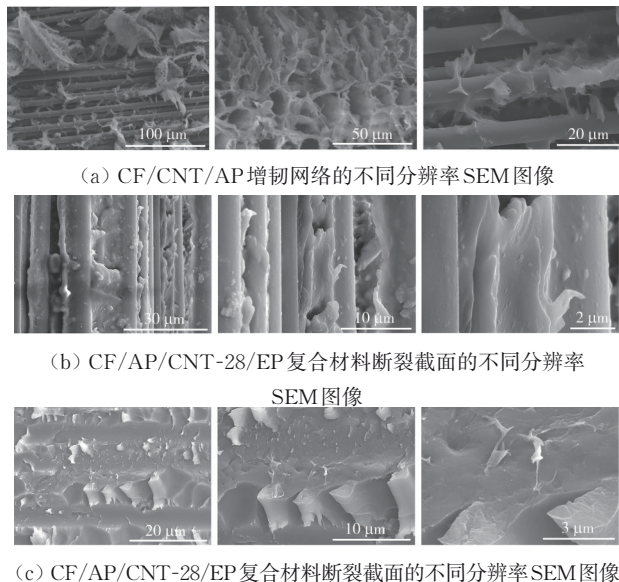 100 μm
50 μm
20 μm
（a）CF/CNT/AP增韧网络的不同分辨率SEM图像
30 μm
10 μm
2 μm
（b）CF/AP/CNT-28/EP复合材料断裂截面的不同分辨率
SEM图像
20 μm
10 μm
3 μm
（c）CF/AP/CNT-28/EP复合材料断裂截面的不同分辨率SEM图像